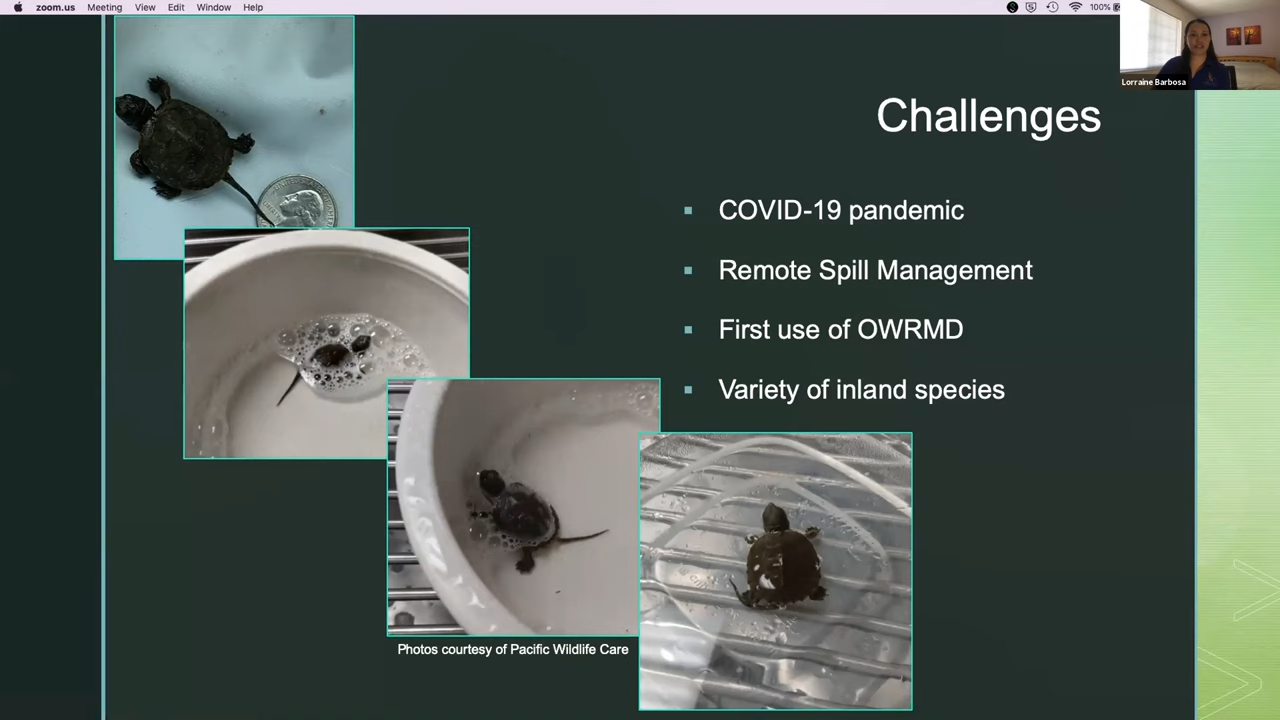 zoom.us Meeting View Edit Window Help 100%
Lorraine Barbosa
Challenges
COVID-19 pandemic
Remote Spill Management
First use of OWRMD
Variety of inland species
Photos courtesy of Pacific Wildlife Care